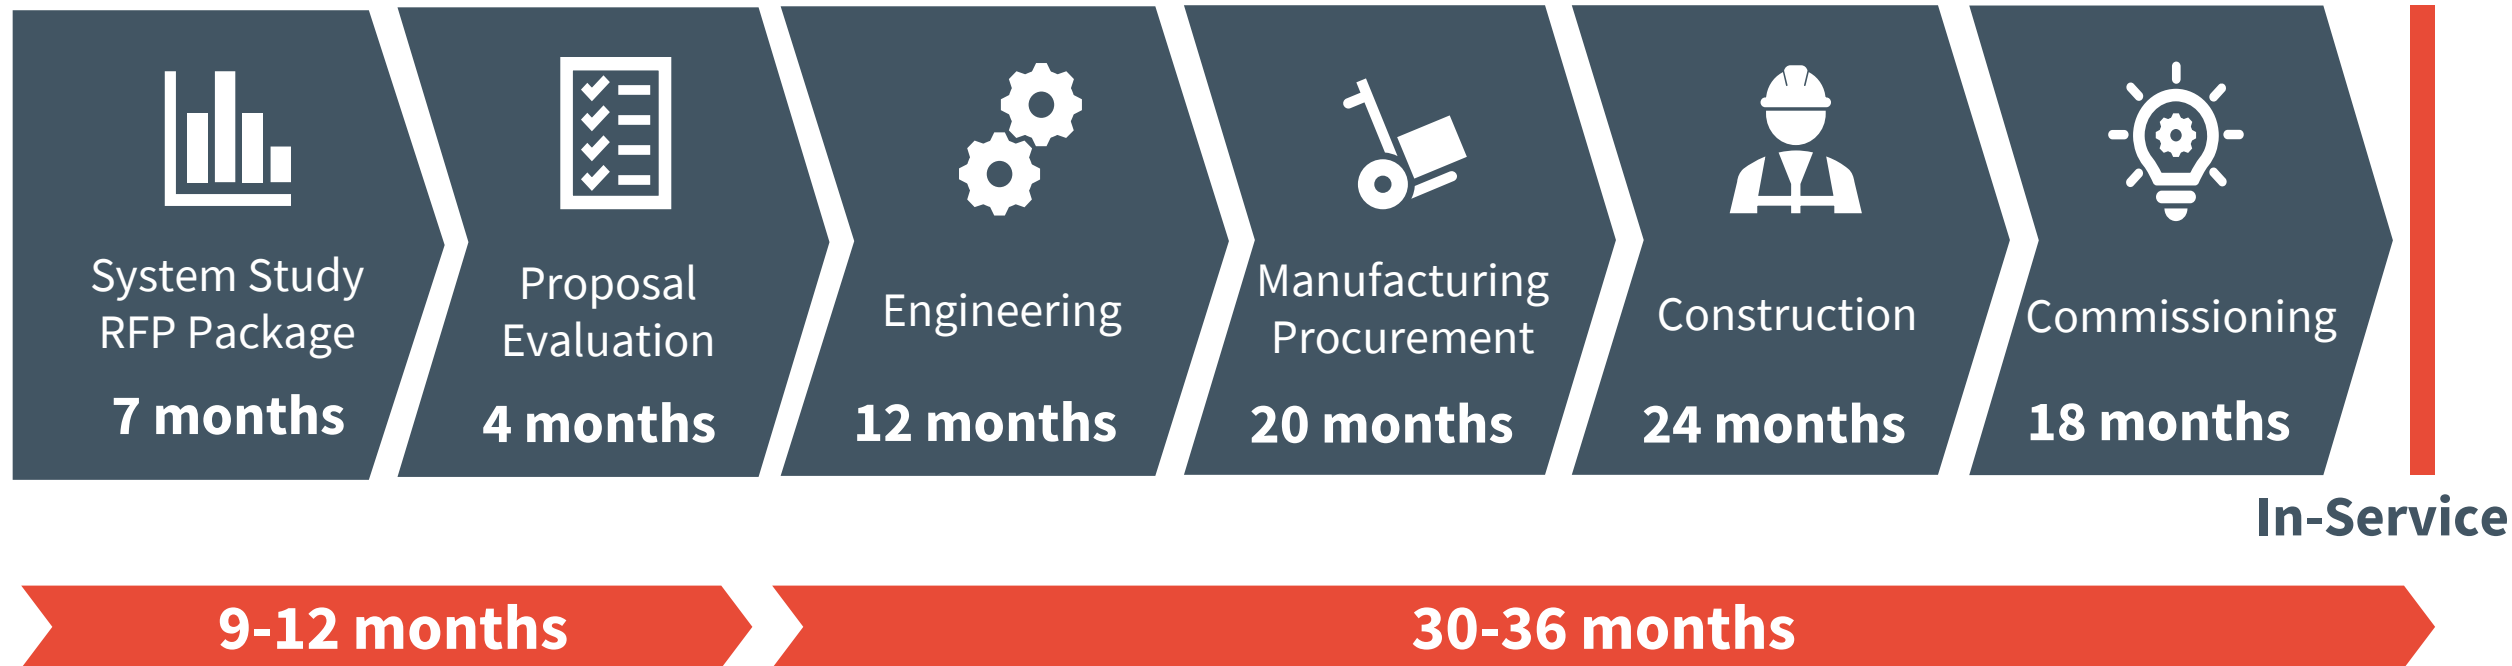 System Study
RFP Package
7 months
Proposal
Evaluation
4 months
Engineering
12 months
Manufacturing
Procurement
20 months
Construction
24 months
Commissioning
18 months
In-Service
9-12 months
30-36 months